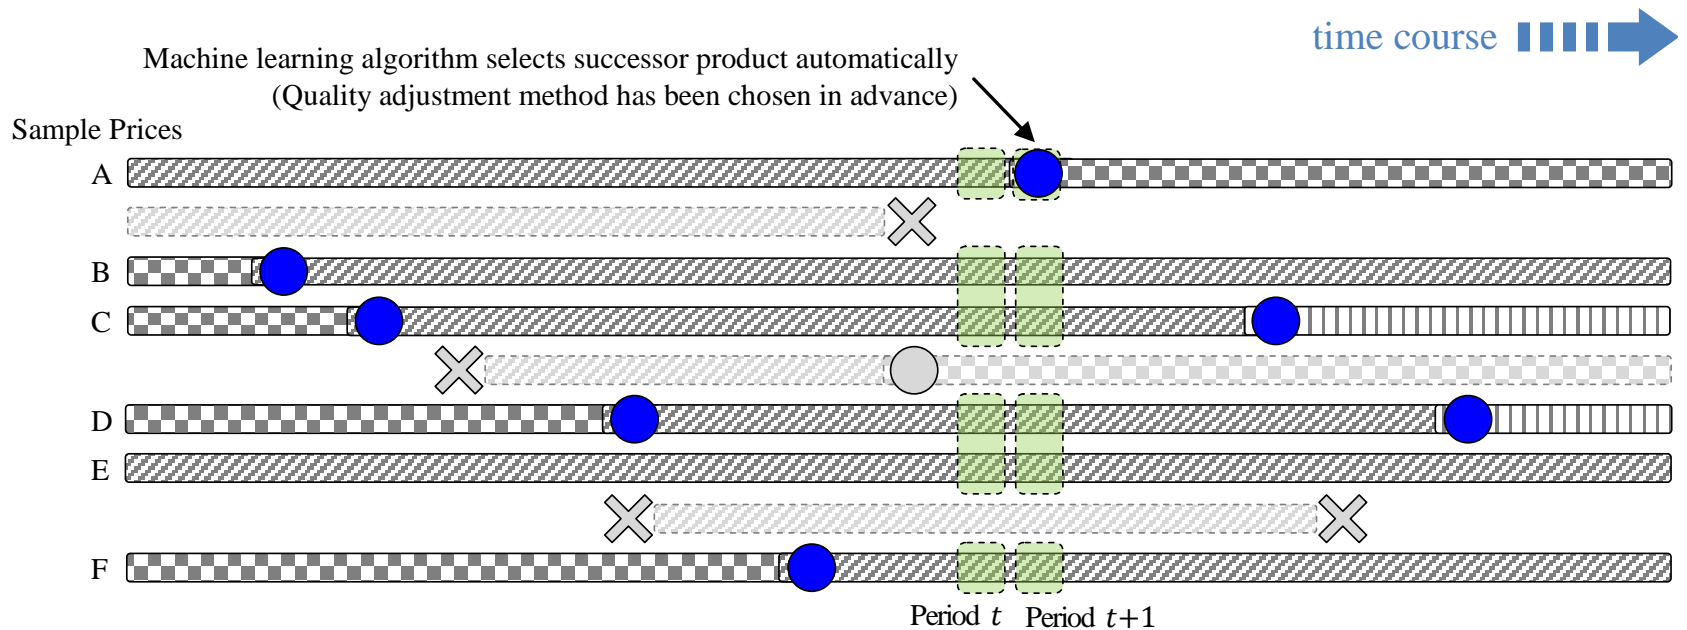 time course
Machine learning algorithm selects successor product automatically
(Quality adjustment method has been chosen in advance)
Sample Prices
A
B
C
D
E
F
Period t
Period t+1